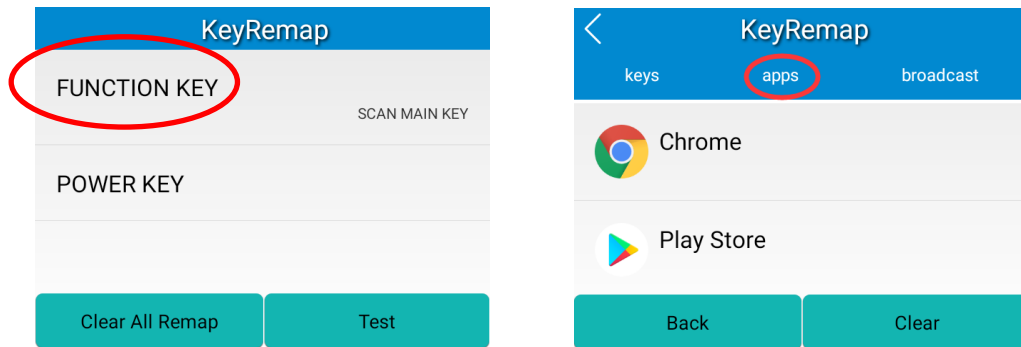 KeyRemap
FUNCTION KEY
SCAN MAIN KEY
POWER KEY
Clear All Remap
Test
KeyRemap
keys
apps
broadcast
Chrome
Play Store
Back
Clear